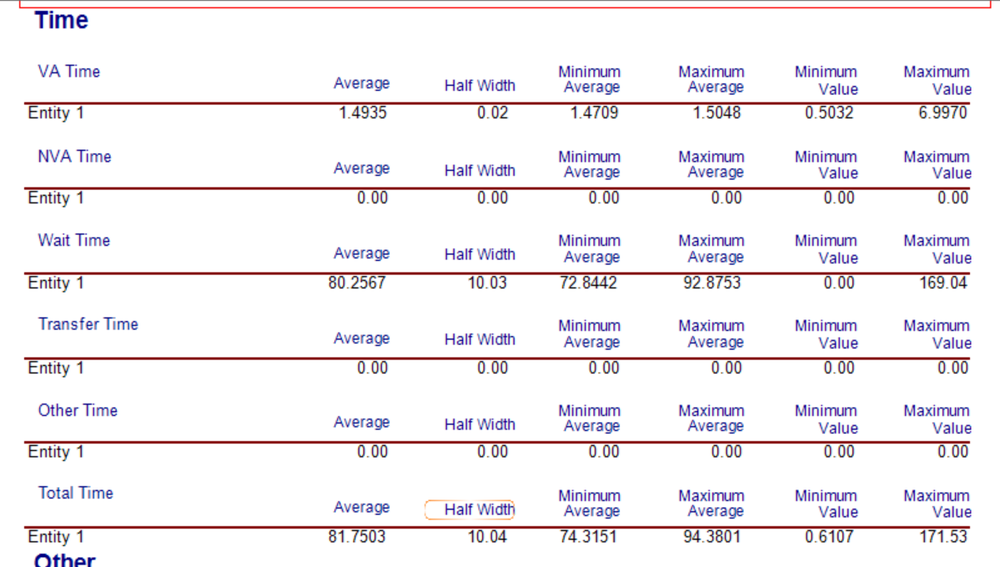 Time
VA Time Average Half Width Minimum Average Maximum Average Minimum Value Maximum Value
Entity 1 1.4935 0.02 1.4709 1.5048 0.5032 6.9970
NVA Time Average Half Width Minimum Average Maximum Average Minimum Value Maximum Value
Entity 1 0.00 0.00 0.00 0.00 0.00 0.00
Wait Time Average Half Width Minimum Average Maximum Average Minimum Value Maximum Value
Entity 1 80.2567 10.03 72.8442 92.8753 0.00 169.04
Transfer Time Average Half Width Minimum Average Maximum Average Minimum Value Maximum Value
Entity 1 0.00 0.00 0.00 0.00 0.00 0.00
Other Time Average Half Width Minimum Average Maximum Average Minimum Value Maximum Value
Entity 1 0.00 0.00 0.00 0.00 0.00 0.00
Total Time Average Half Width Minimum Average Maximum Average Minimum Value Maximum Value
Entity 1 81.7503 10.04 74.3151 94.3801 0.6107 171.53
Other